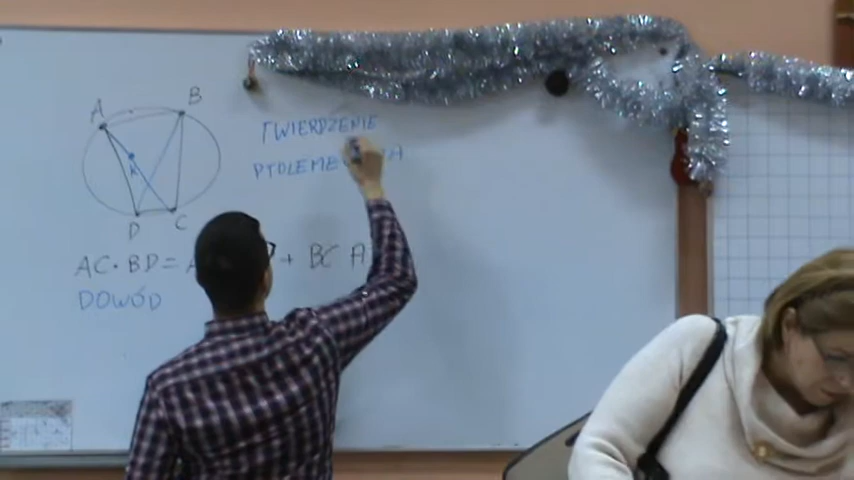 A
B
TWIERDZENIE
PTOLEME A
K
D
C
AC·BD= + BC A
DOWÓD